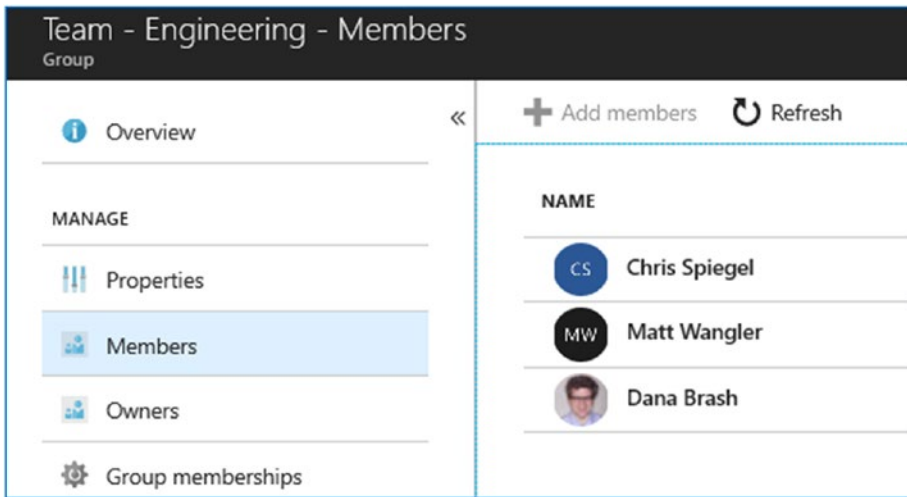 Team - Engineering - Members
Group
Overview
MANAGE
Properties
Members
Owners
Group memberships
Add members Refresh
NAME
CS Chris Spiegel
MW Matt Wangler
Dana Brash